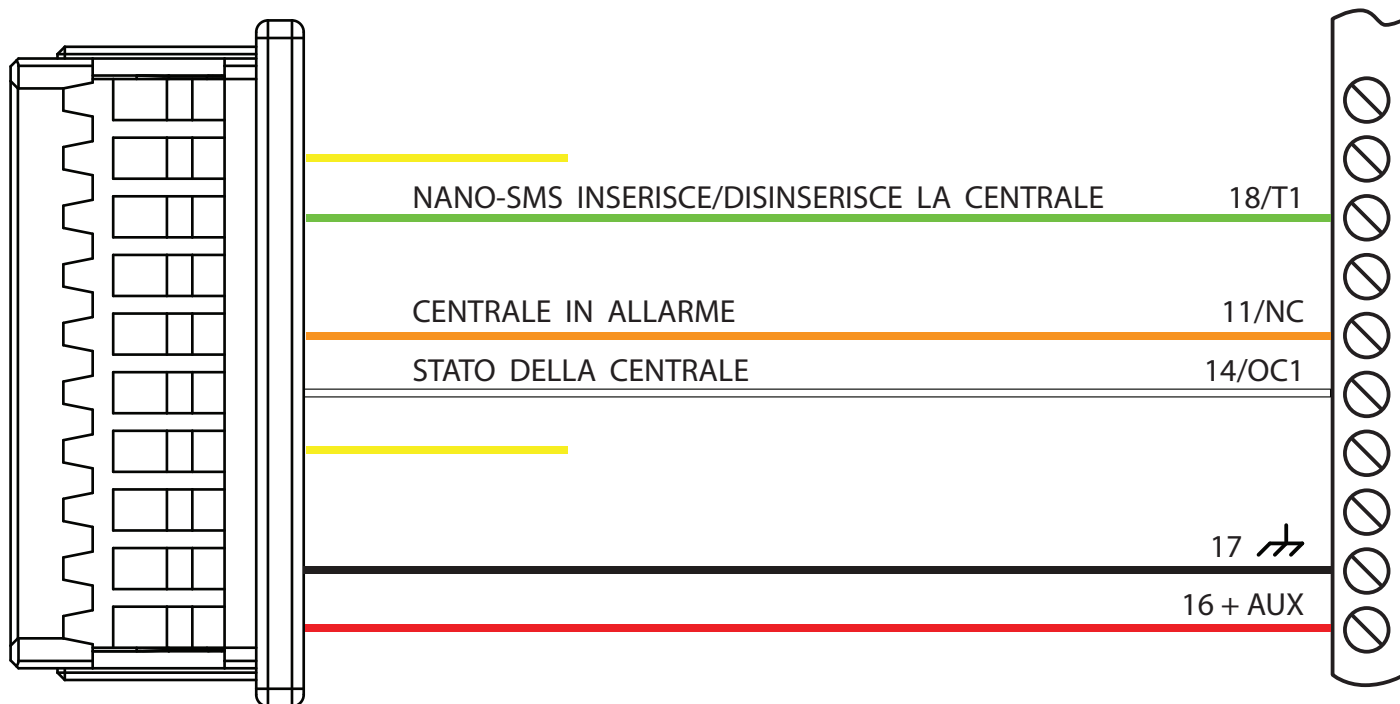 NANO-SMS INSERISCE/DISINSERISCE LA CENTRALE 18/T1
CENTRALE IN ALLARME 11/NC
STATO DELLA CENTRALE 14/OC1
17
16 + AUX